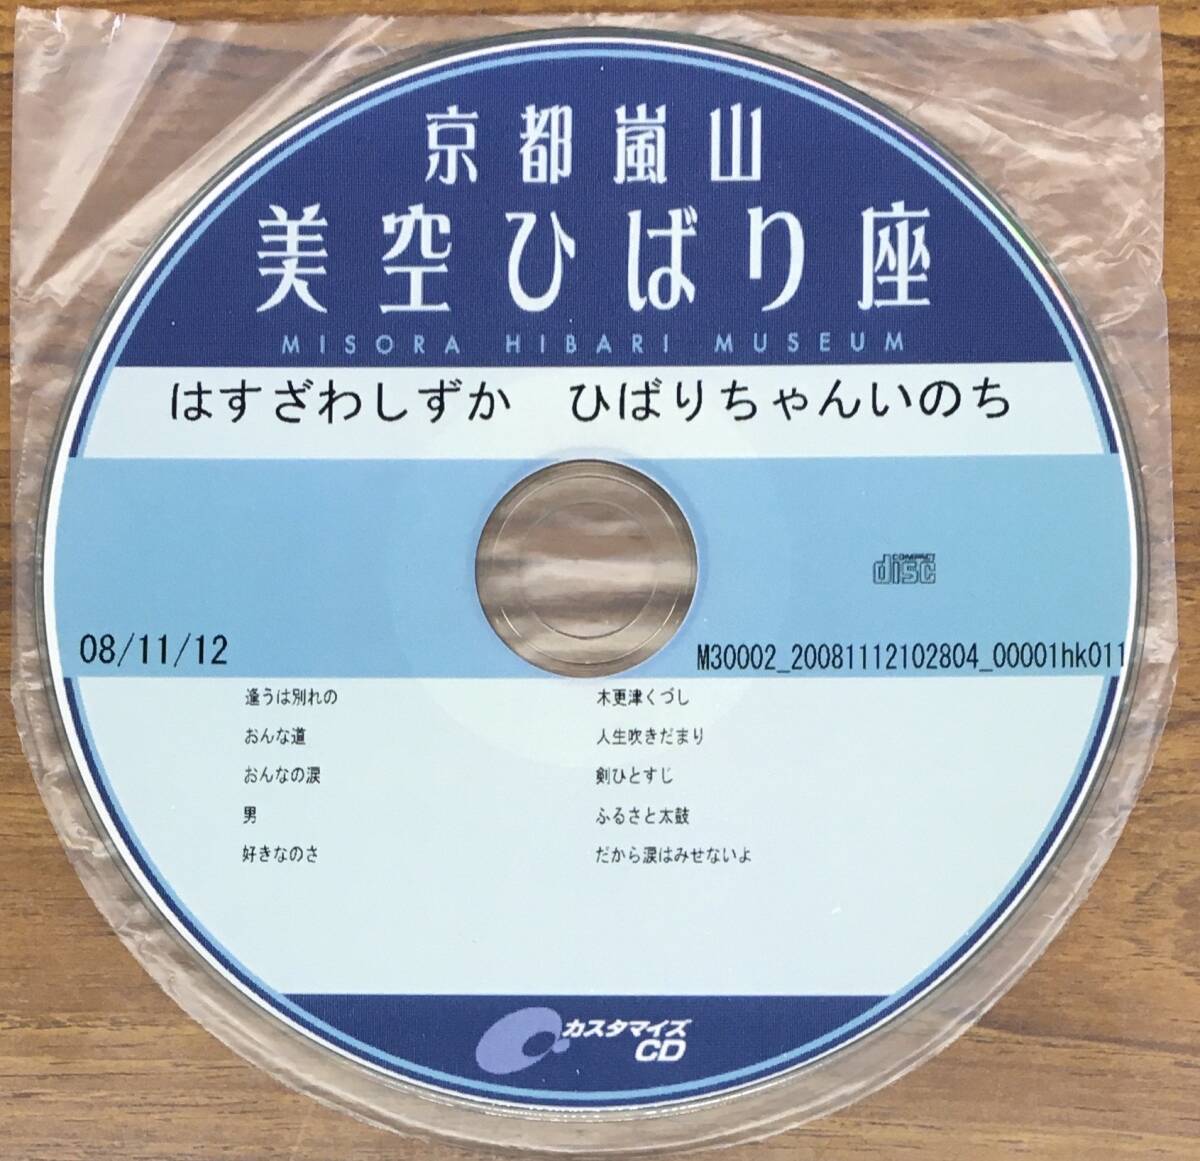 京都嵐山
美空ひばり座
MISORA HIBARI MUSEUM
はすざわしずか　ひばりちゃんいのち
COMPACT
disc
08/11/12
M30002_20081112102804_00001hk011
逢うは別れの
おんな道
おんなの涙
男
好きなのさ
木更津くづし
人生吹きだまり
剣ひとすじ
ふるさと太鼓
だから涙はみせないよ
カスタマイズ
CD